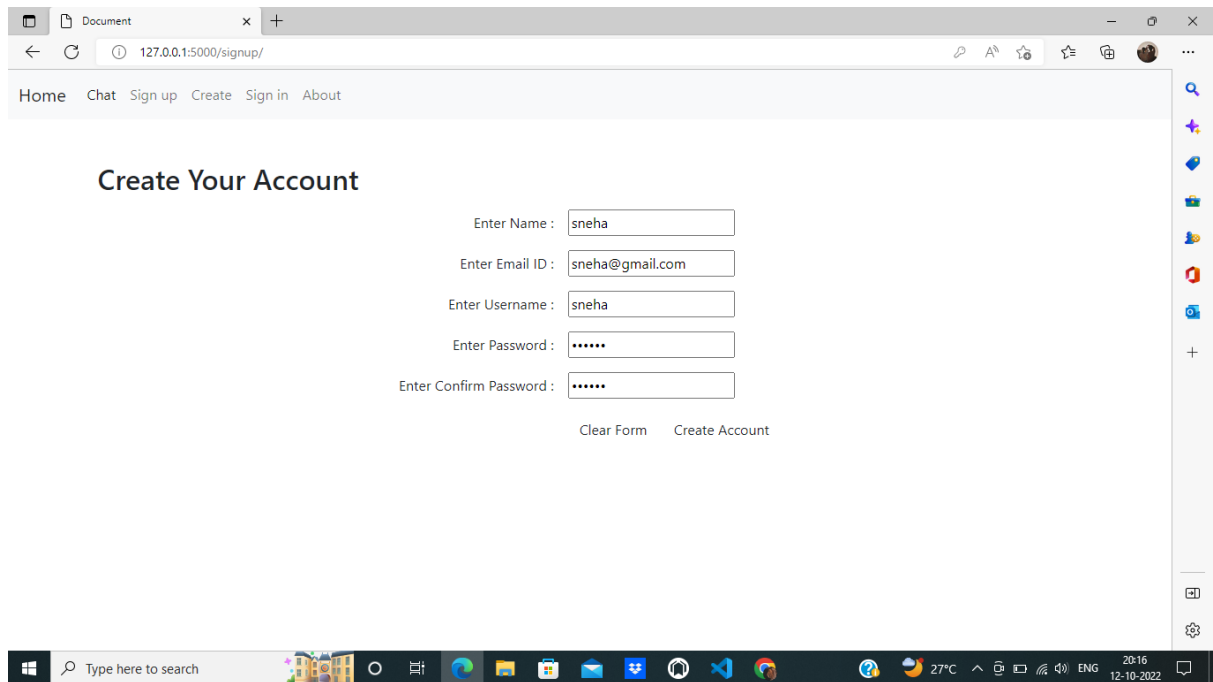 Document
127.0.0.1:5000/signup/
Home Chat Sign up Create Sign in About
Create Your Account
Enter Name : sneha
Enter Email ID : sneha@gmail.com
Enter Username : sneha
Enter Password : ••••••
Enter Confirm Password : ••••••
Clear Form Create Account
Type here to search 27°C ENG 20:16
12-10-2022